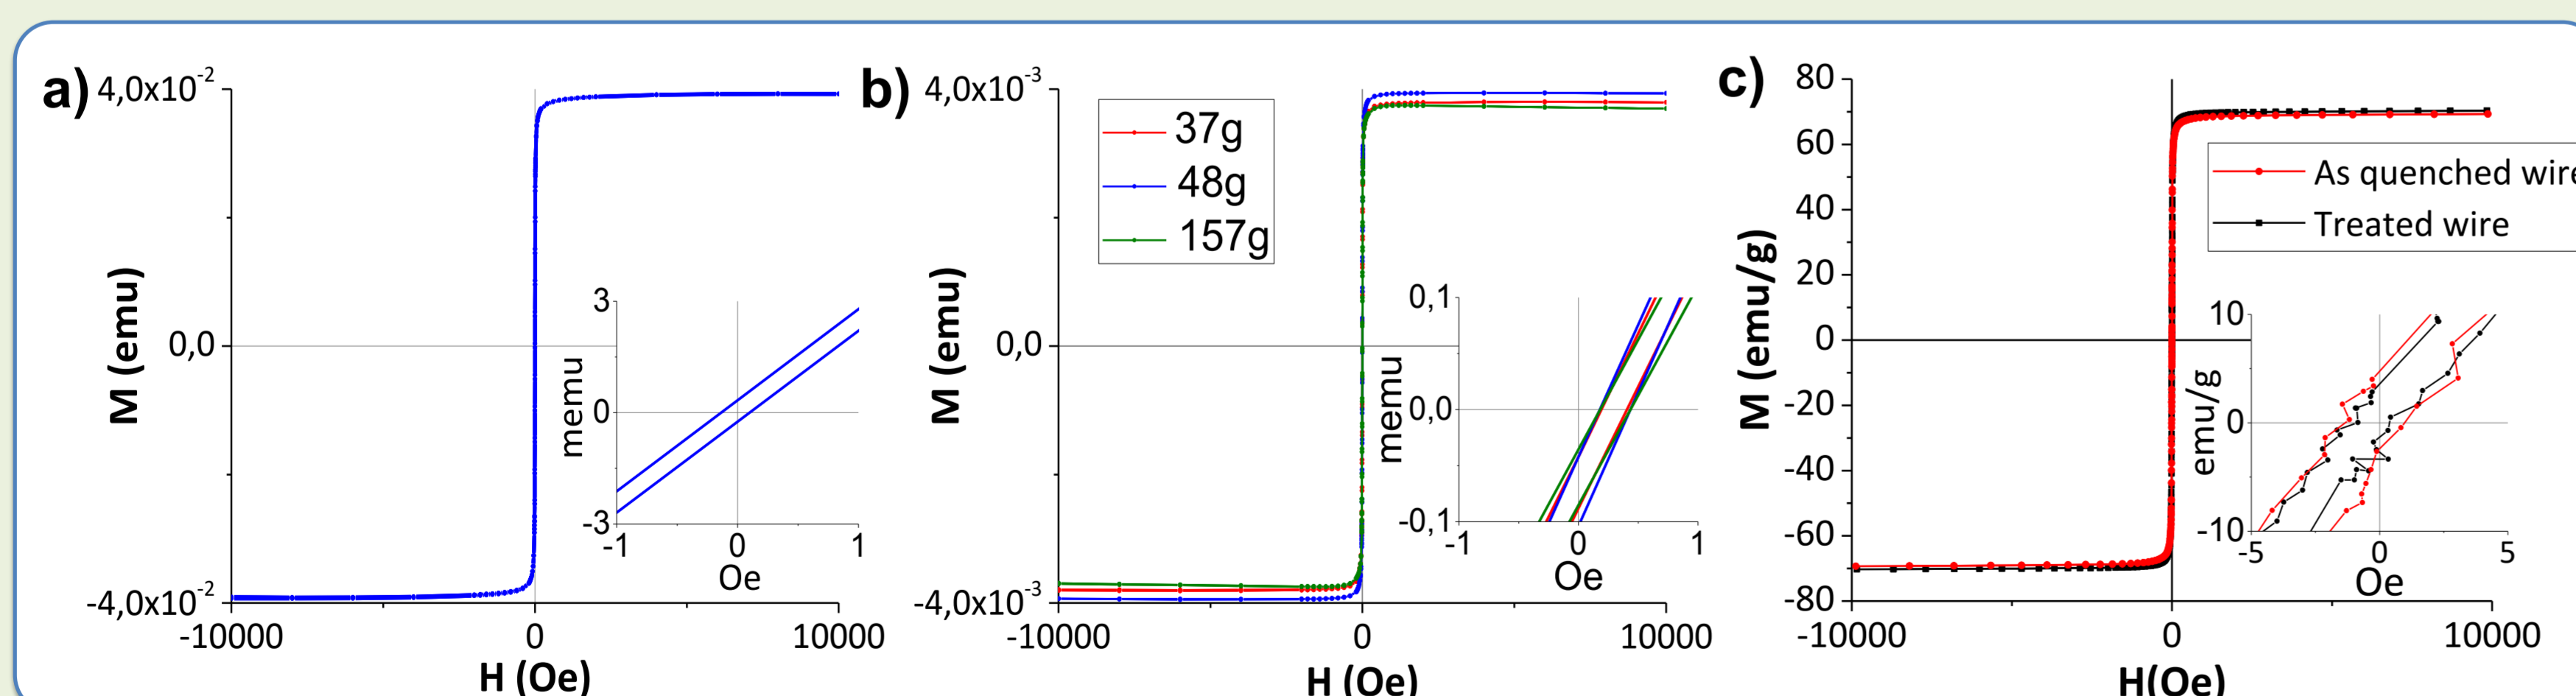 a)
4,0x10-2
0,0
-4,0x10-2
M (emu)
-10000 0 10000
H (Oe)
3
0
-3
memu
-1 0 1
Oe
b)
4,0x10-3
0,0
-4,0x10-3
M (emu)
37g
48g
157g
-10000 0 10000
H (Oe)
0,1
0,0
-0,1
memu
-1 0 1
Oe
c)
80
60
40
20
0
-20
-40
-60
-80
M (emu/g)
As quenched wire
Treated wire
-10000 0 10000
H(Oe)
10
0
-10
emu/g
-5 0 5
Oe